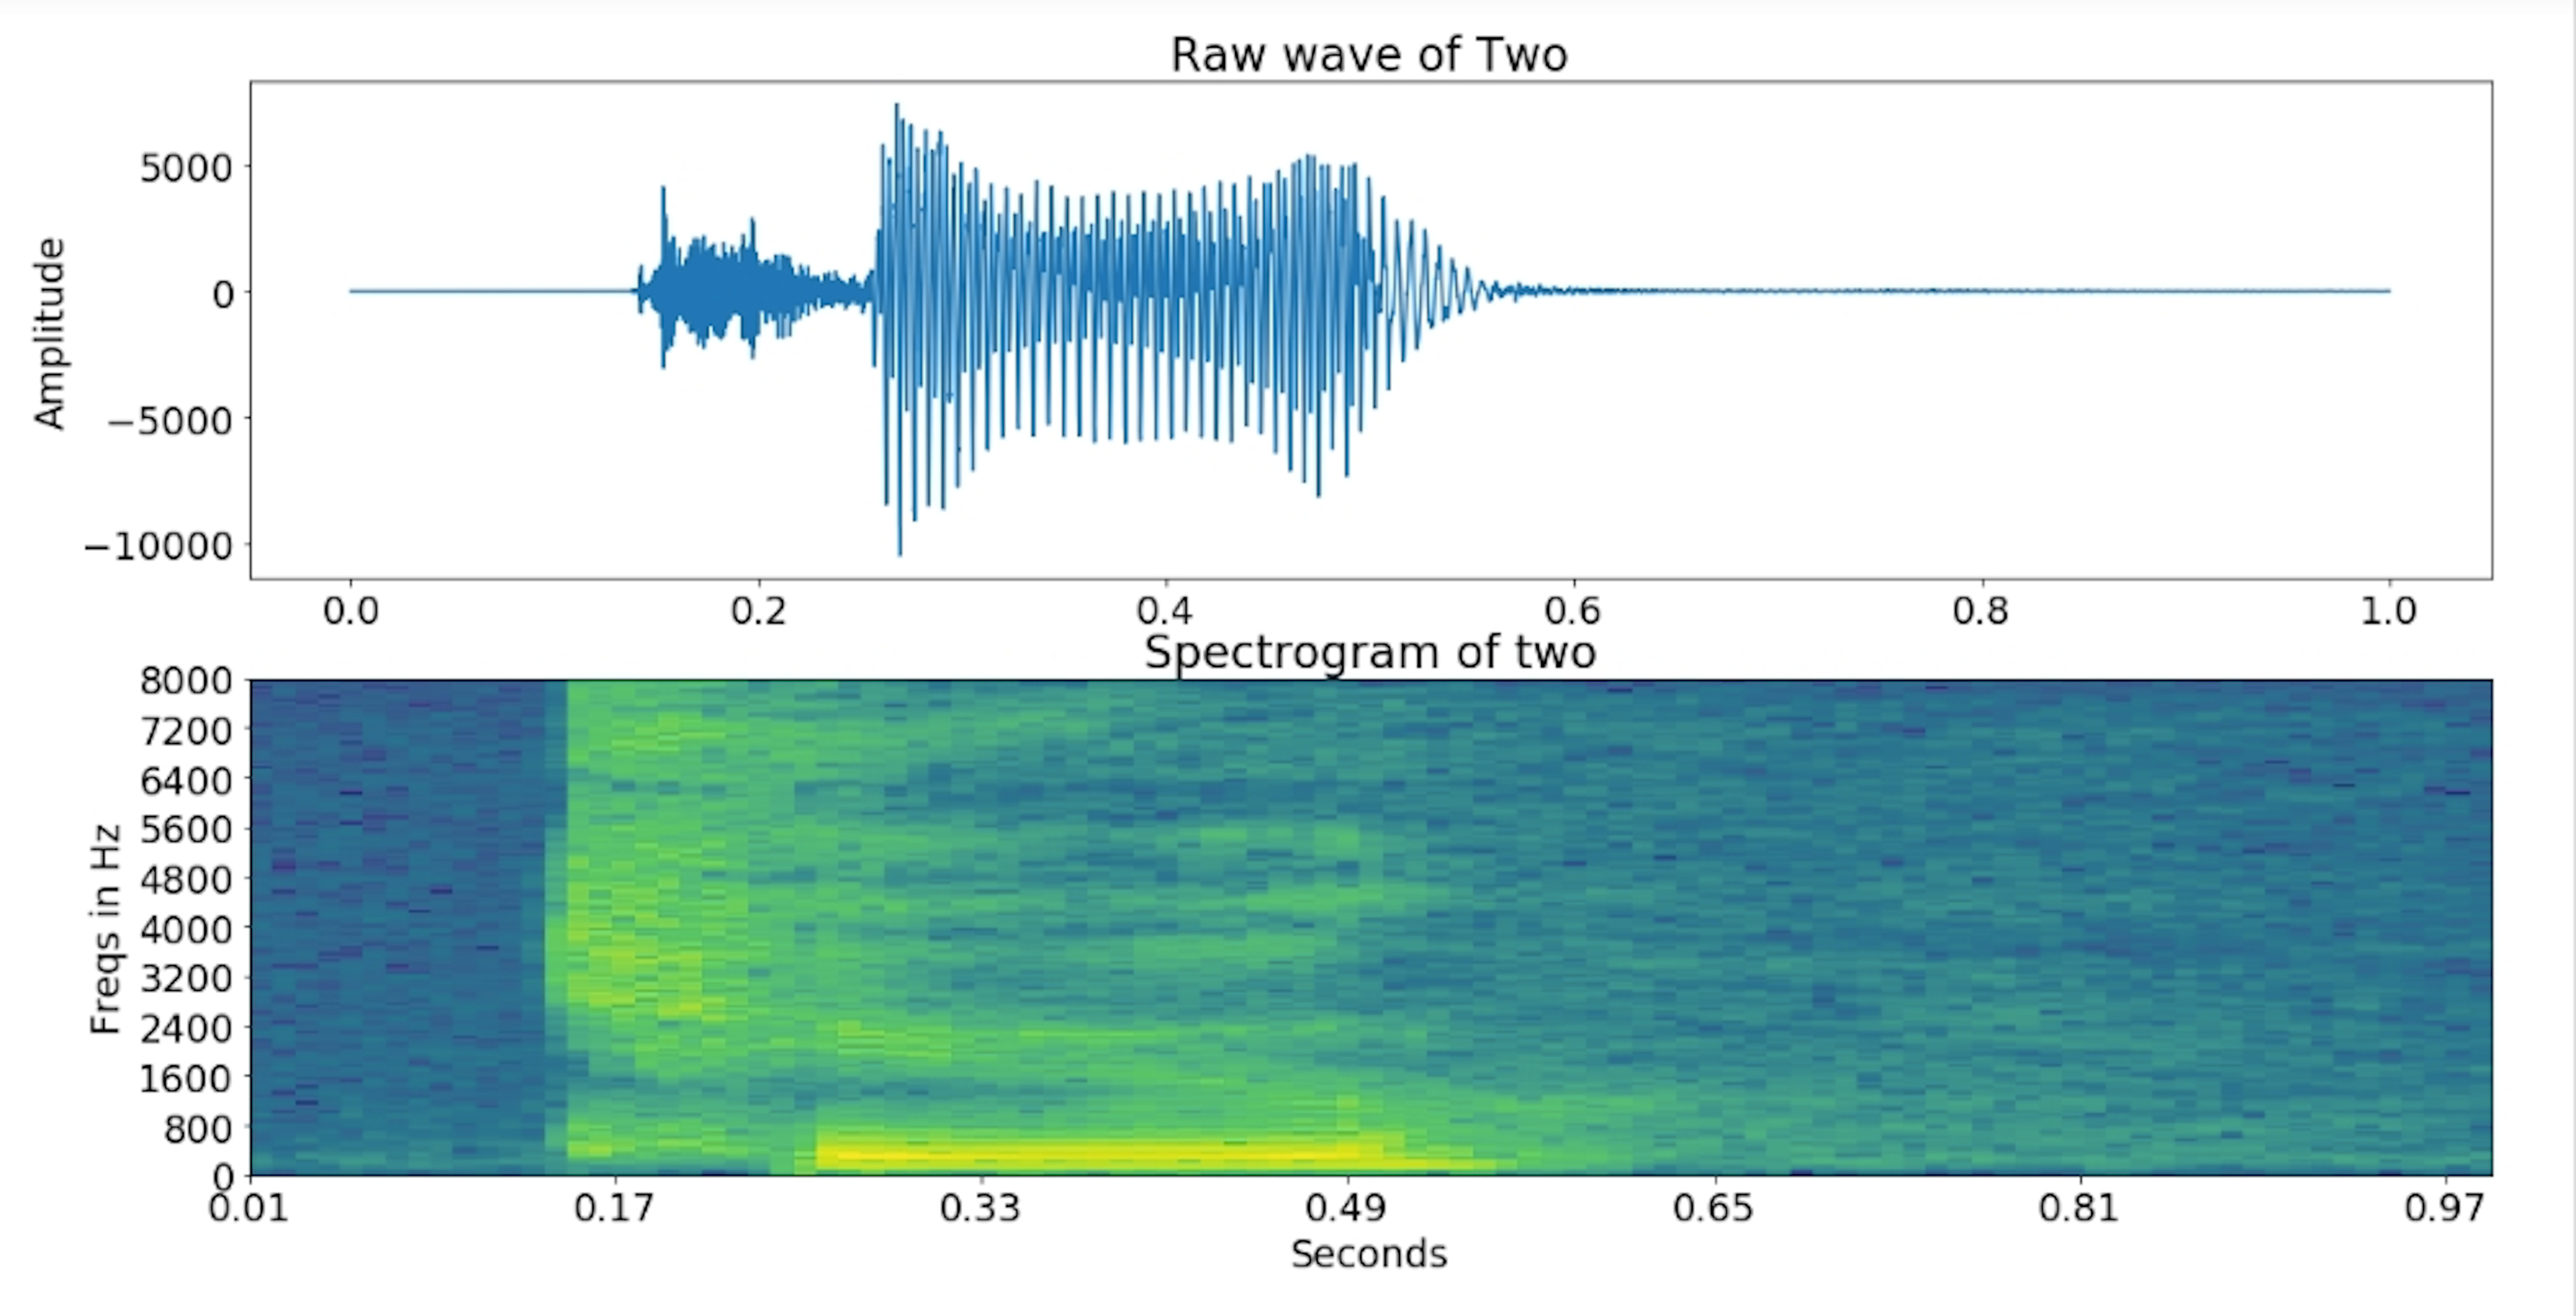 Raw wave of Two
Amplitude
5000
0
−5000
−10000
0.0 0.2 0.4 0.6 0.8 1.0
Spectrogram of two
Freqs in Hz
8000
7200
6400
5600
4800
4000
3200
2400
1600
800
0
0.01 0.17 0.33 0.49 0.65 0.81 0.97
Seconds